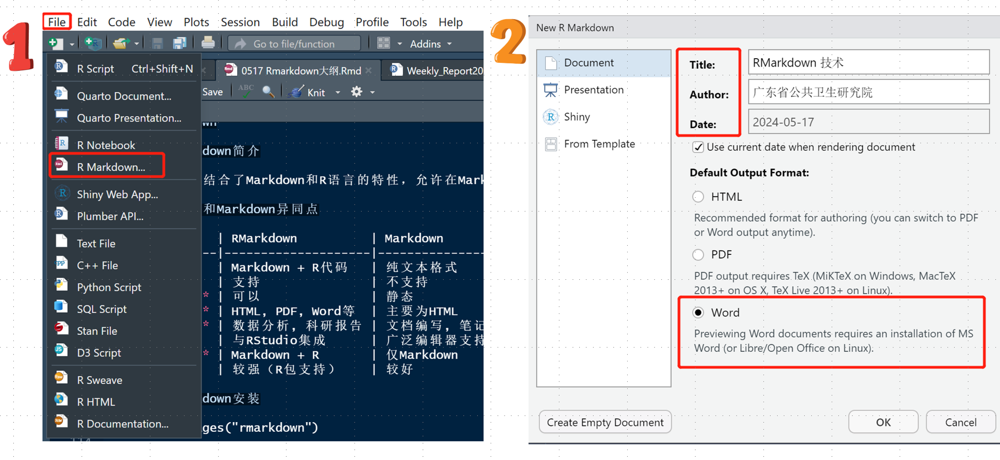 1
File Edit Code View Plots Session Build Debug Profile Tools Help
Go to file/function Addins
R Script Ctrl+Shift+N
Quarto Document...
Quarto Presentation...
R Notebook
R Markdown...
Shiny Web App...
Plumber API...
Text File
C++ File
Python Script
SQL Script
Stan File
D3 Script
R Sweave
R HTML
R Documentation...
0517 Rmarkdown大纲.Rmd Weekly_Report20
Save ABC Knit
wn
down简介
结合了Markdown和R语言的特性，允许在Mark
和Markdown异同点
| RMarkdown | Markdown
--|--------------------|---------------
| Markdown + R代码 | 纯文本格式
| 支持 | 不支持
* | 可以 | 静态
* | HTML, PDF, Word等 | 主要为HTML
* | 数据分析，科研报告 | 文档编写，笔记
| 与RStudio集成 | 广泛编辑器支持
* | Markdown + R | 仅Markdown
| 较强（R包支持） | 较好
down安装
ges("rmarkdown")
2
New R Markdown
Document
Presentation
Shiny
From Template
Title: RMarkdown 技术
Author: 广东省公共卫生研究院
Date: 2024-05-17
Use current date when rendering document
Default Output Format:
HTML
Recommended format for authoring (you can switch to PDF
or Word output anytime).
PDF
PDF output requires TeX (MiKTeX on Windows, MacTeX
2013+ on OS X, TeX Live 2013+ on Linux).
Word
Previewing Word documents requires an installation of MS
Word (or Libre/Open Office on Linux).
Create Empty Document OK Cancel